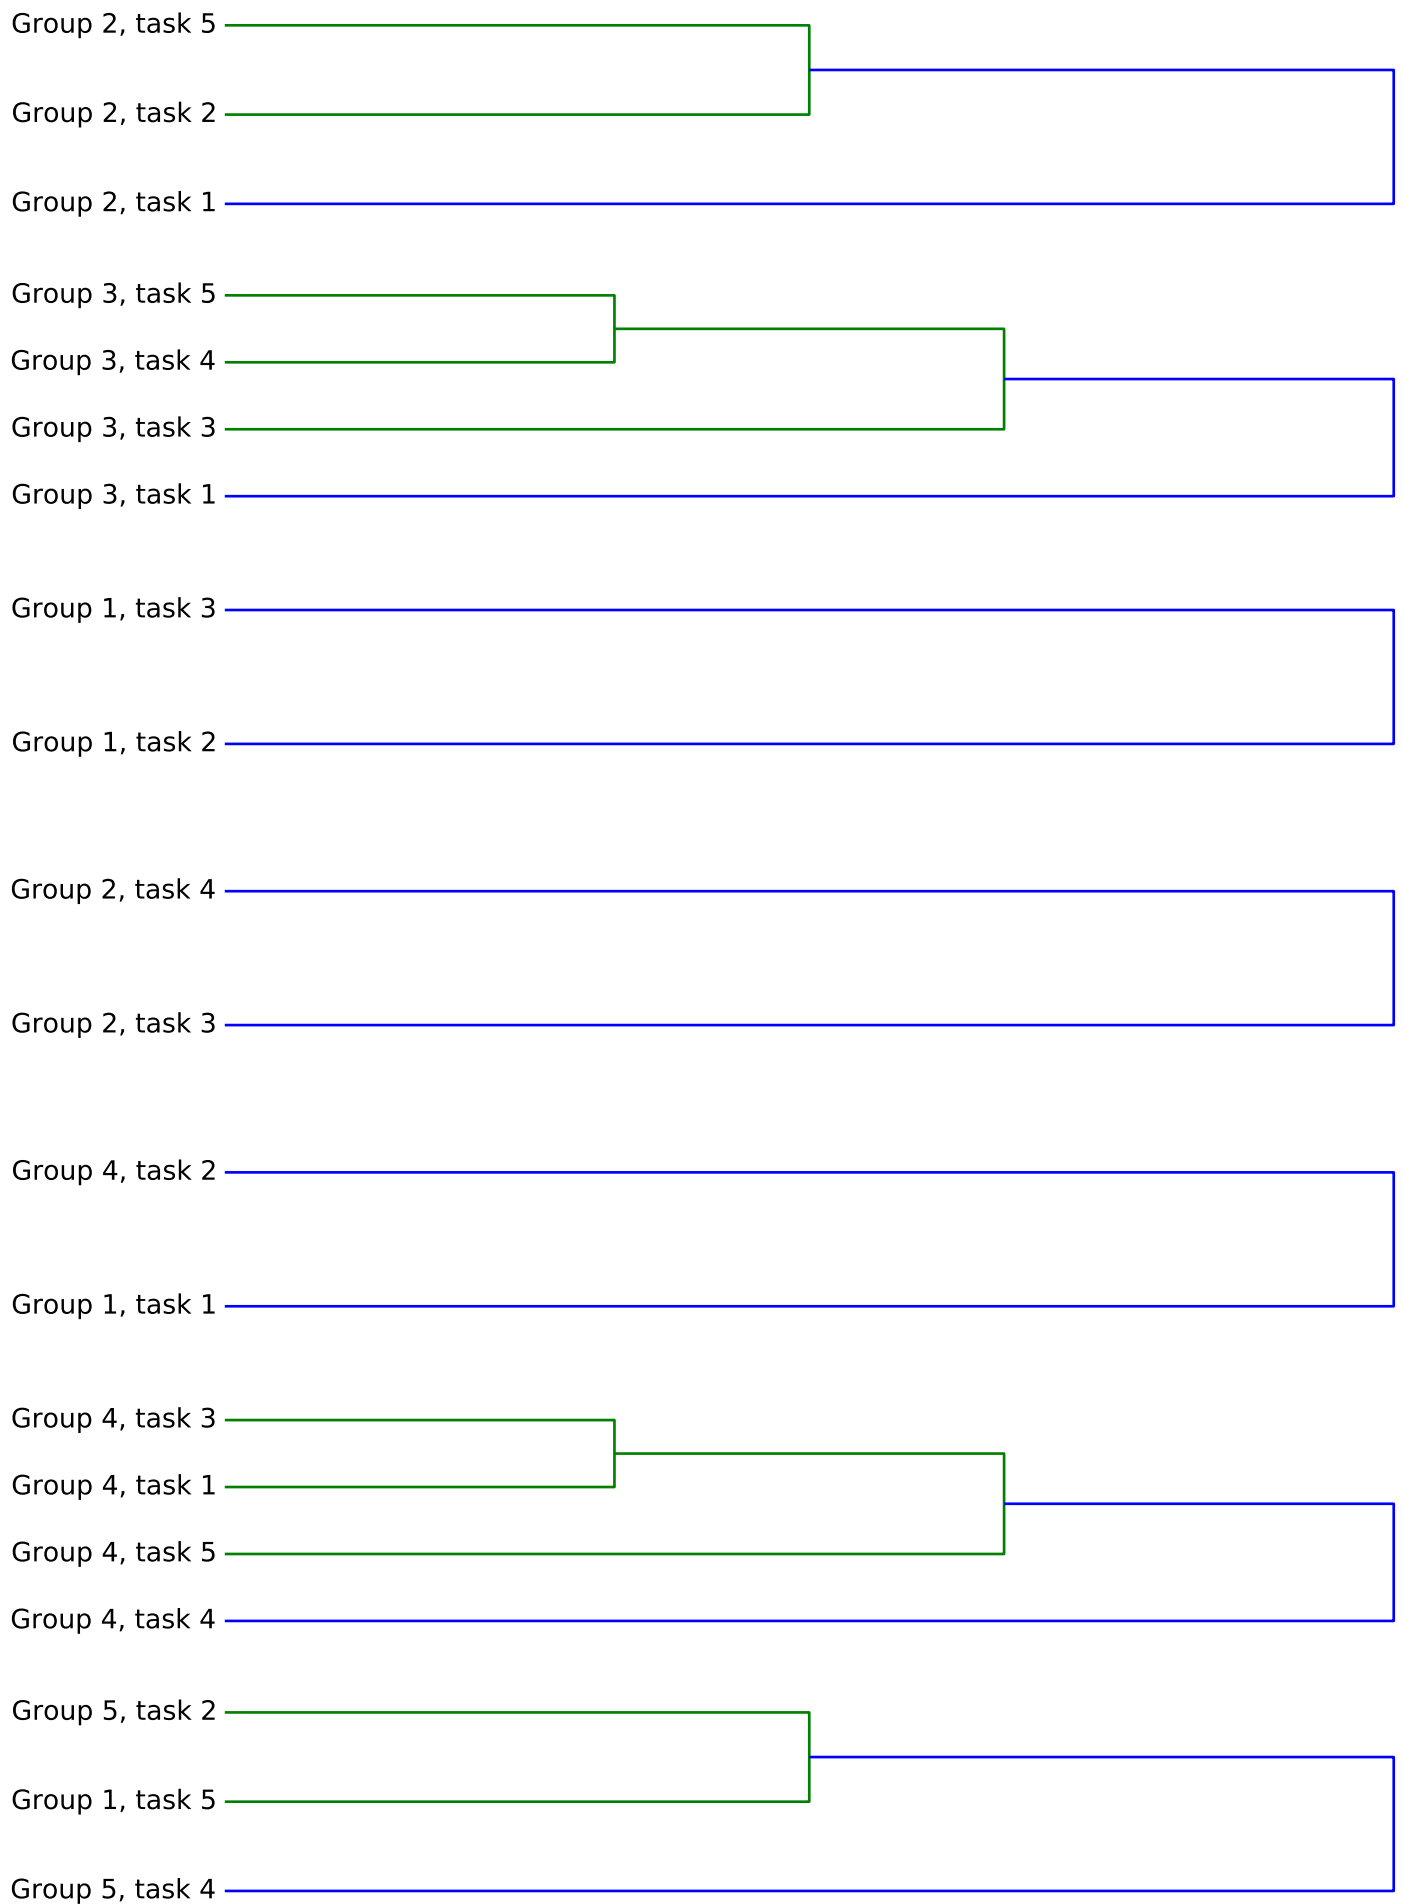 Group 2, task 5
Group 2, task 2
Group 2, task 1
Group 3, task 5
Group 3, task 4
Group 3, task 3
Group 3, task 1
Group 1, task 3
Group 1, task 2
Group 2, task 4
Group 2, task 3
Group 4, task 2
Group 1, task 1
Group 4, task 3
Group 4, task 1
Group 4, task 5
Group 4, task 4
Group 5, task 2
Group 1, task 5
Group 5, task 4